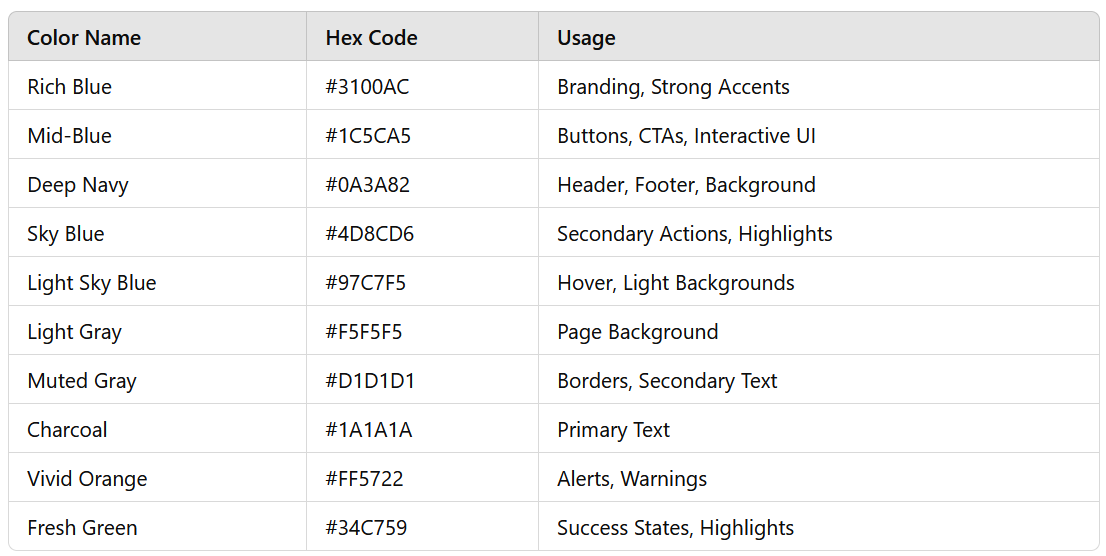 Color Name Hex Code Usage
Rich Blue #3100AC Branding, Strong Accents
Mid-Blue #1C5CA5 Buttons, CTAs, Interactive UI
Deep Navy #0A3A82 Header, Footer, Background
Sky Blue #4D8CD6 Secondary Actions, Highlights
Light Sky Blue #97C7F5 Hover, Light Backgrounds
Light Gray #F5F5F5 Page Background
Muted Gray #D1D1D1 Borders, Secondary Text
Charcoal #1A1A1A Primary Text
Vivid Orange #FF5722 Alerts, Warnings
Fresh Green #34C759 Success States, Highlights